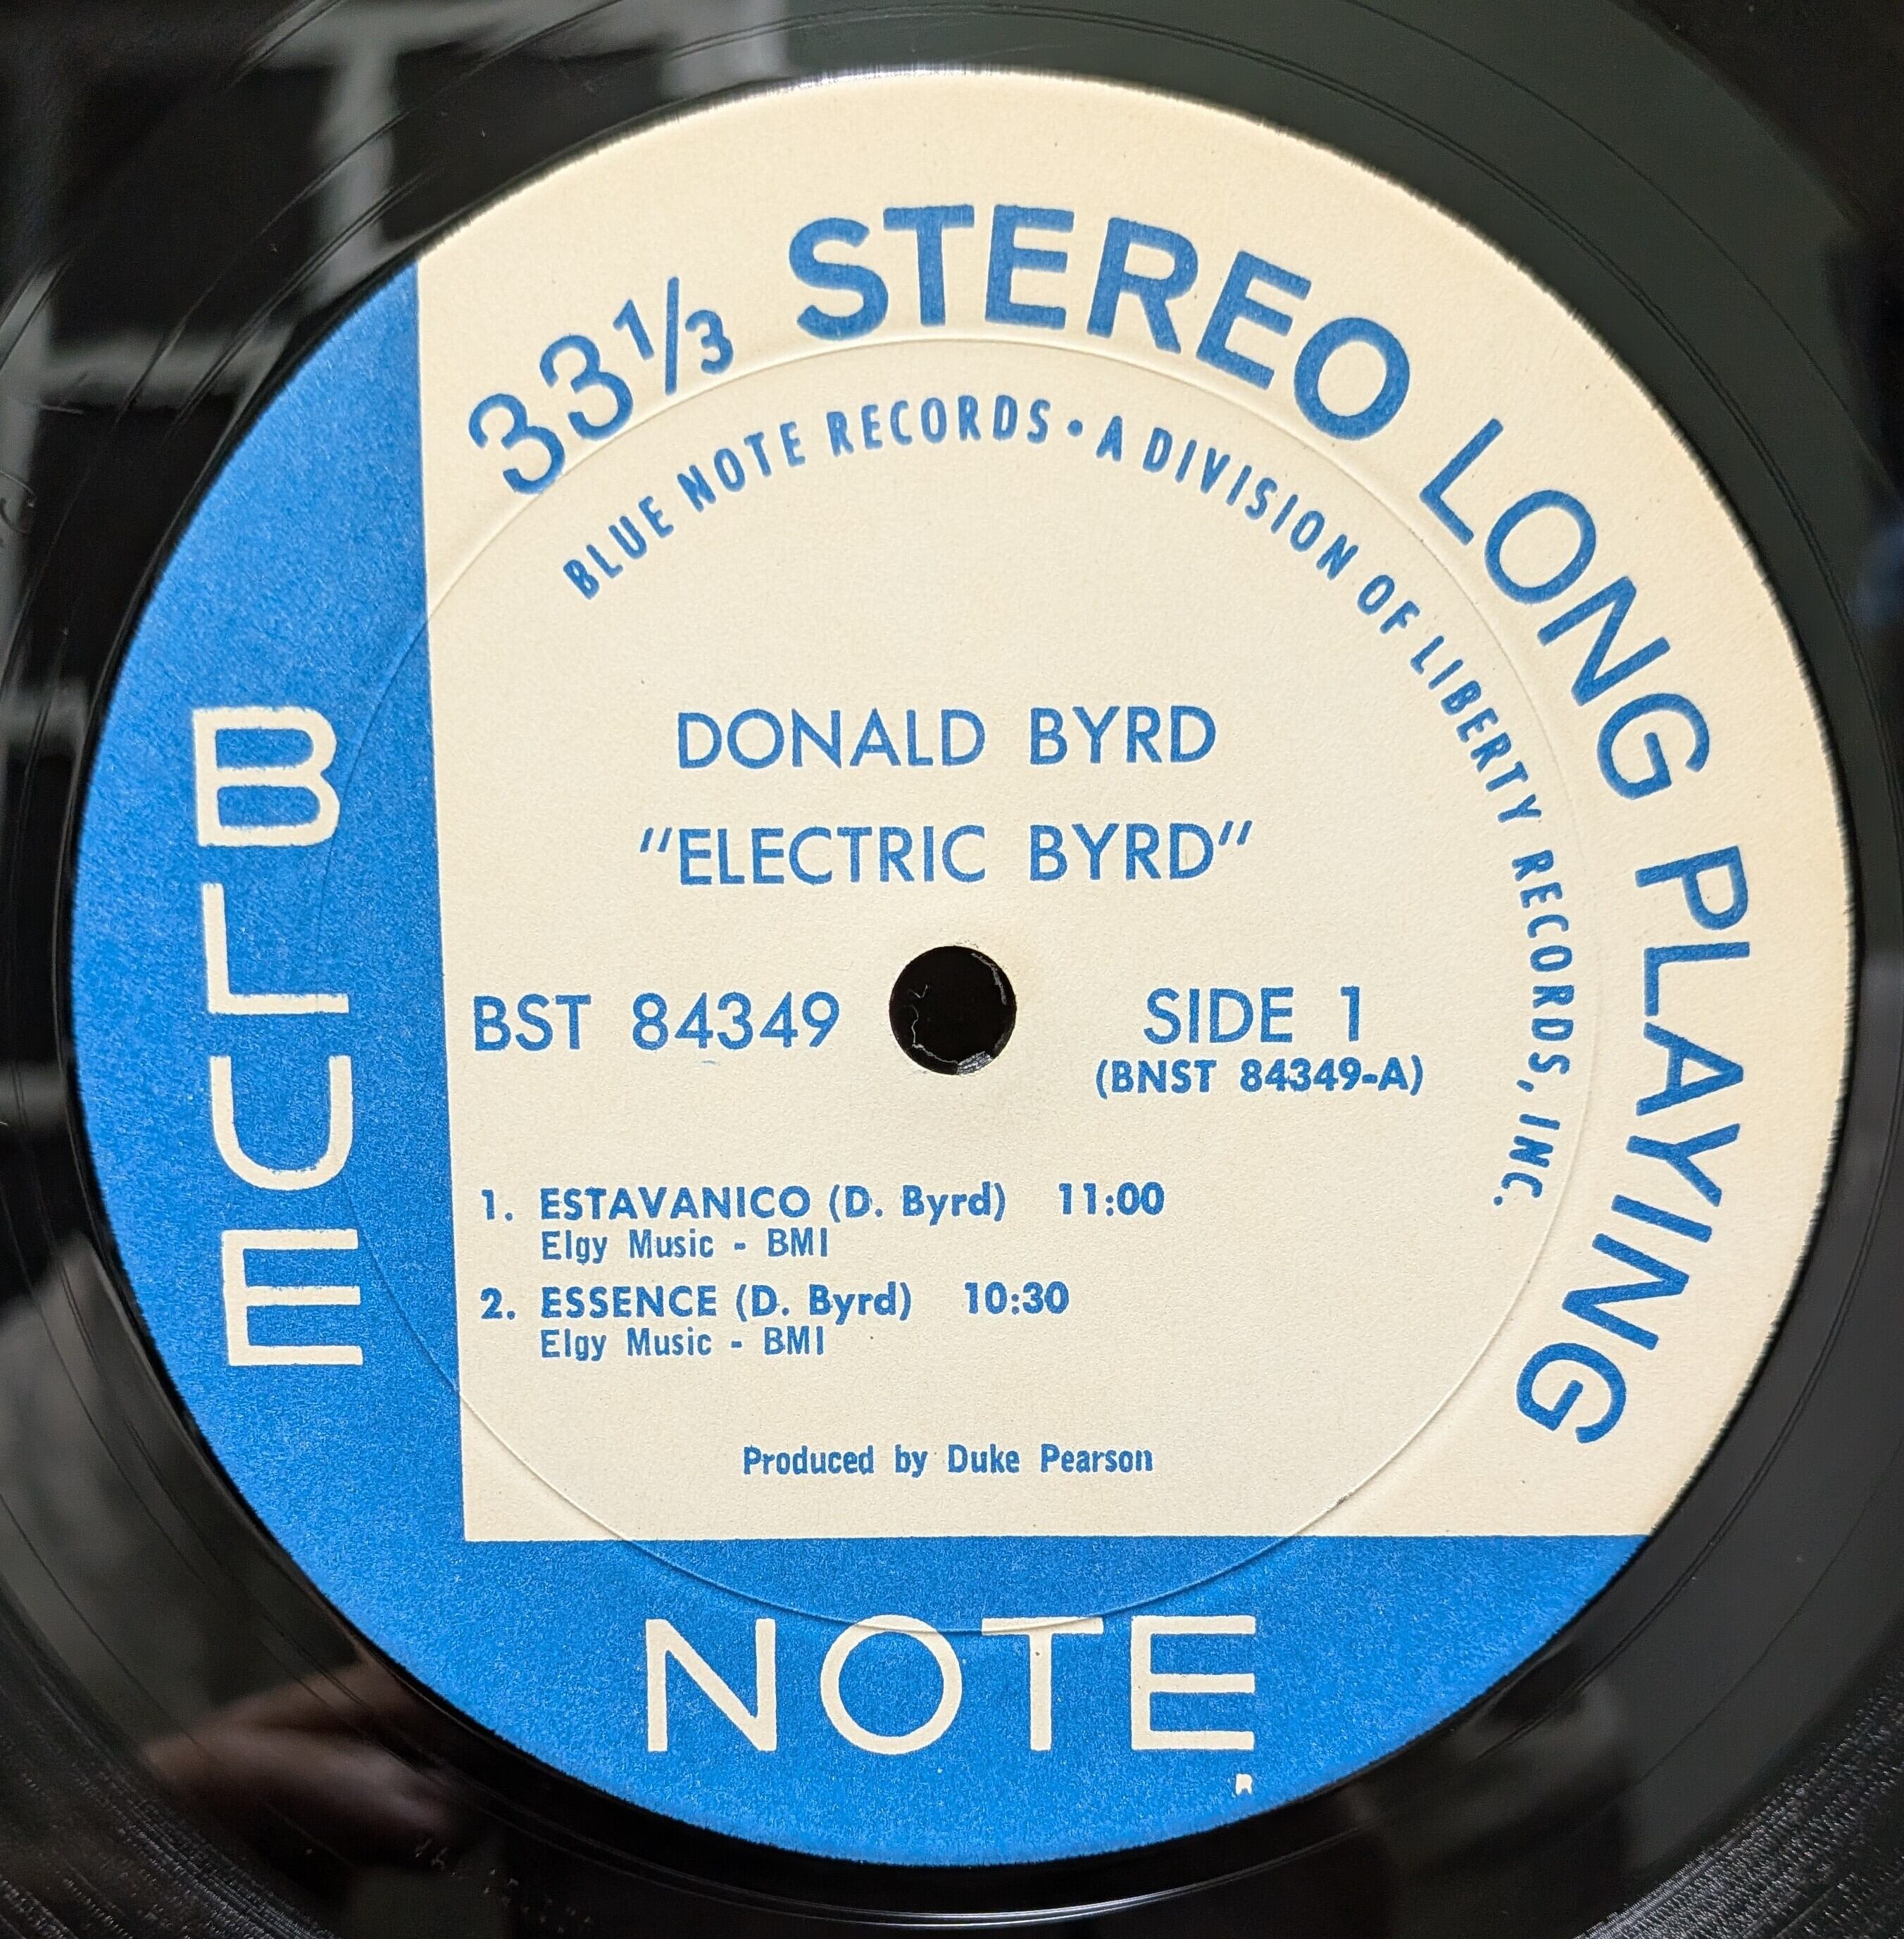 33⅓ STEREO LONG PLAYING
BLUE NOTE RECORDS • A DIVISION OF LIBERTY RECORDS, INC.
DONALD BYRD
"ELECTRIC BYRD"
BST 84349
SIDE 1
(BNST 84349-A)
1. ESTAVANICO (D. Byrd) 11:00
Elgy Music - BMI
2. ESSENCE (D. Byrd) 10:30
Elgy Music - BMI
Produced by Duke Pearson
BLUE
NOTE
R